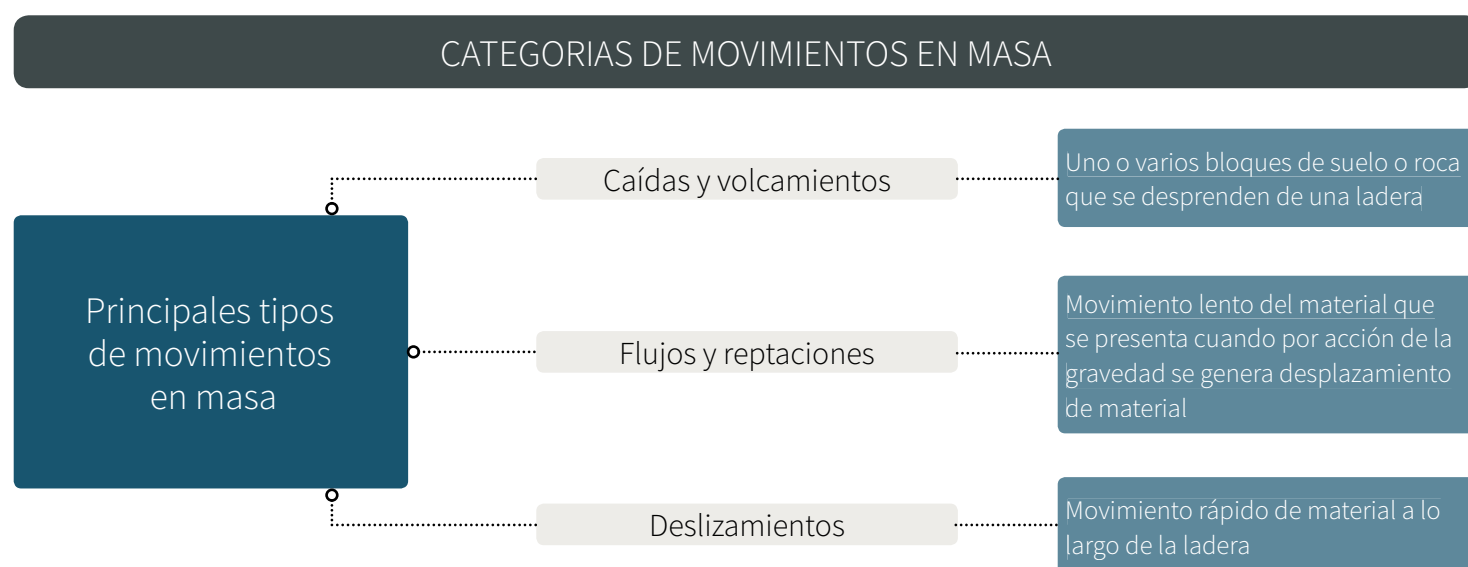 CATEGORIAS DE MOVIMIENTOS EN MASA
Principales tipos
de movimientos
en masa
Caídas y volcamientos
Uno o varios bloques de suelo o roca
que se desprenden de una ladera
Flujos y reptaciones
Movimiento lento del material que
se presenta cuando por acción de la
gravedad se genera desplazamiento
de material
Deslizamientos
Movimiento rápido de material a lo
largo de la ladera